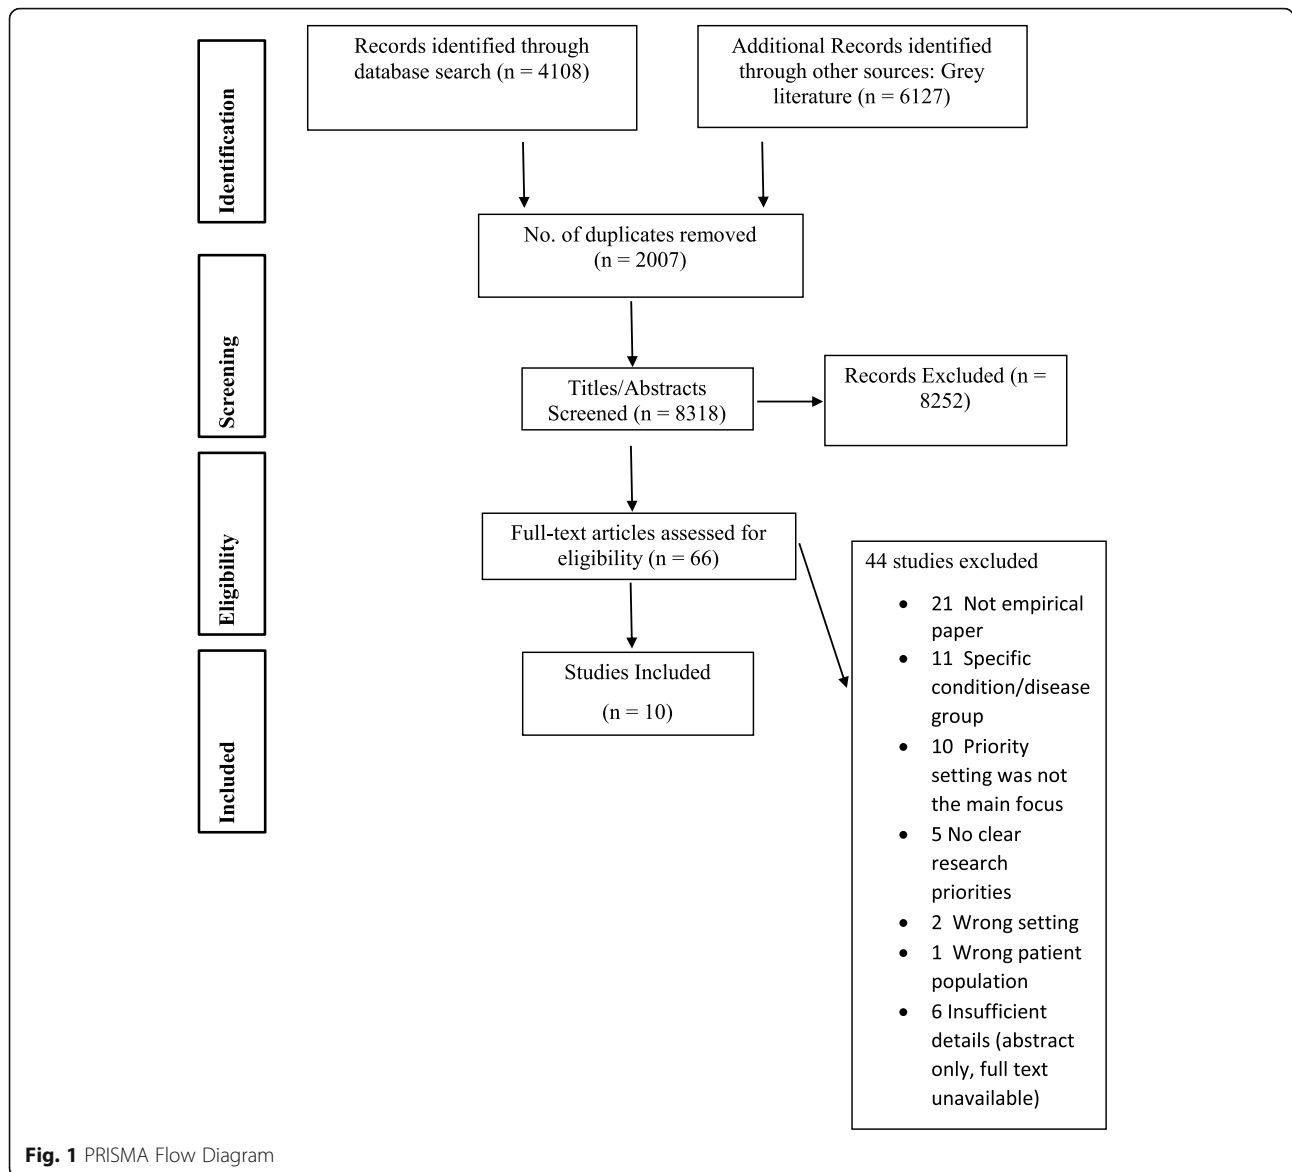 Identification
Records identified through
database search (n = 4108)
Additional Records identified
through other sources: Grey
literature (n = 6127)
No. of duplicates removed
(n = 2007)
Screening
Titles/Abstracts
Screened (n = 8318)
Records Excluded (n =
8252)
Eligibility
Full-text articles assessed for
eligibility (n = 66)
44 studies excluded
• 21 Not empirical
paper
• 11 Specific
condition/disease
group
• 10 Priority
setting was not
the main focus
• 5 No clear
research
priorities
• 2 Wrong setting
• 1 Wrong patient
population
• 6 Insufficient
details (abstract
only, full text
unavailable)
Included
Studies Included
(n = 10)
Fig. 1 PRISMA Flow Diagram